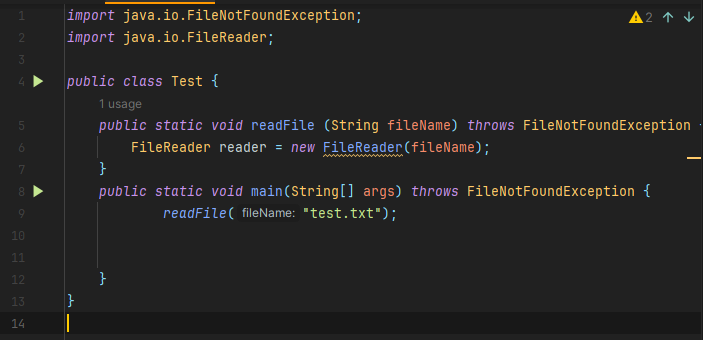 1 import java.io.FileNotFoundException;
2 import java.io.FileReader;
3
4 public class Test {
1 usage
5 public static void readFile (String fileName) throws FileNotFoundException
6 FileReader reader = new FileReader(fileName);
7 }
8 public static void main(String[] args) throws FileNotFoundException {
9 readFile( fileName: "test.txt");
10
11
12 }
13 }
14
2